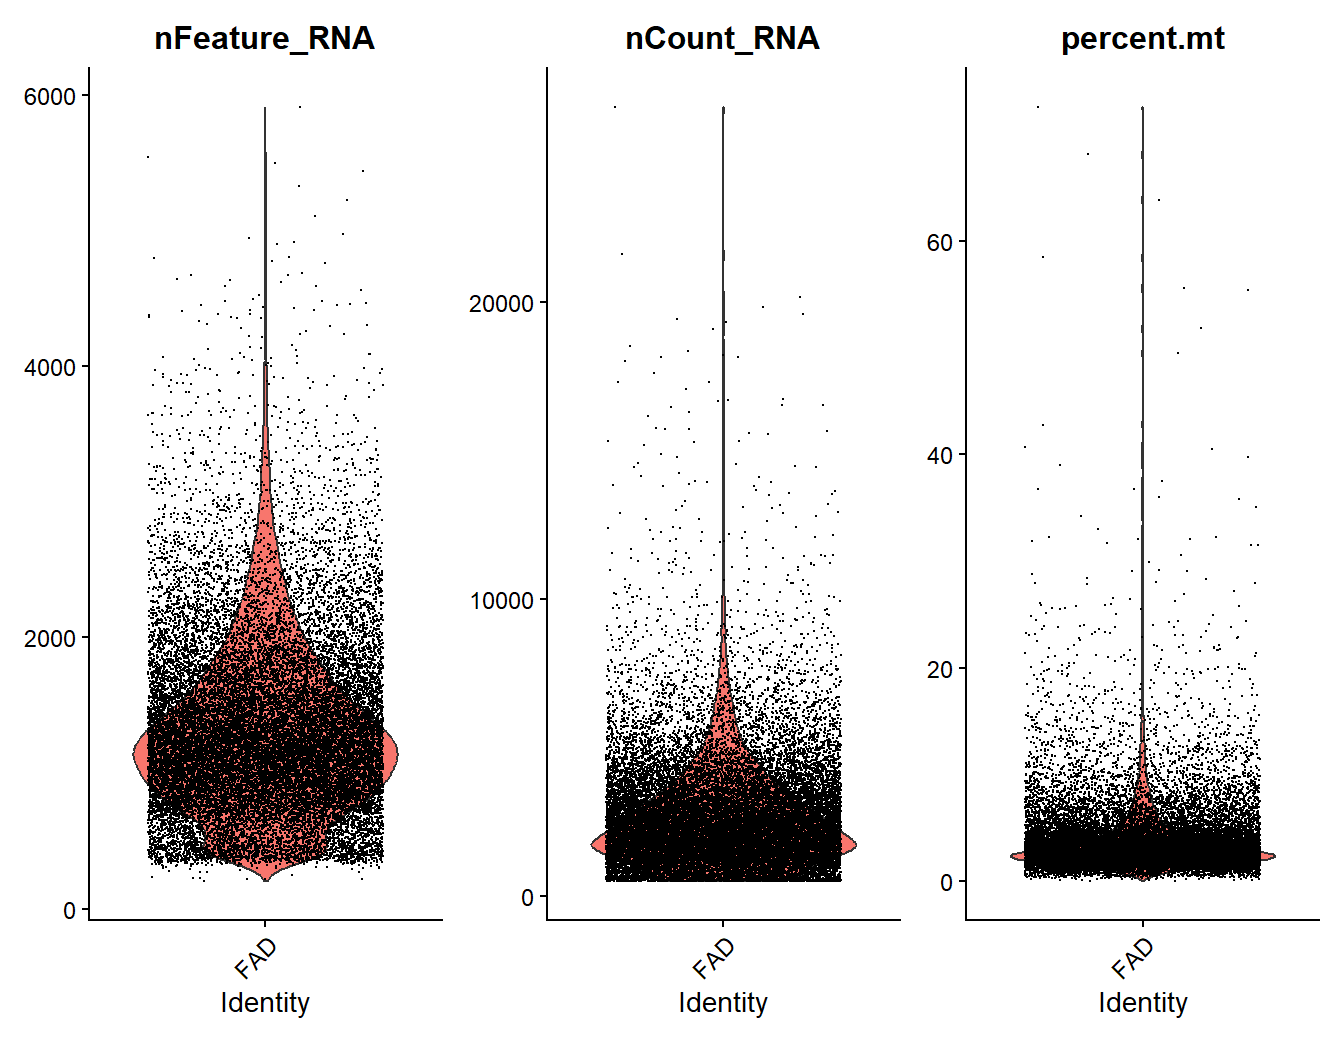 nFeature_RNA
6000
4000
2000
0
FAD
Identity
nCount_RNA
20000
10000
0
FAD
Identity
percent.mt
60
40
20
0
FAD
Identity